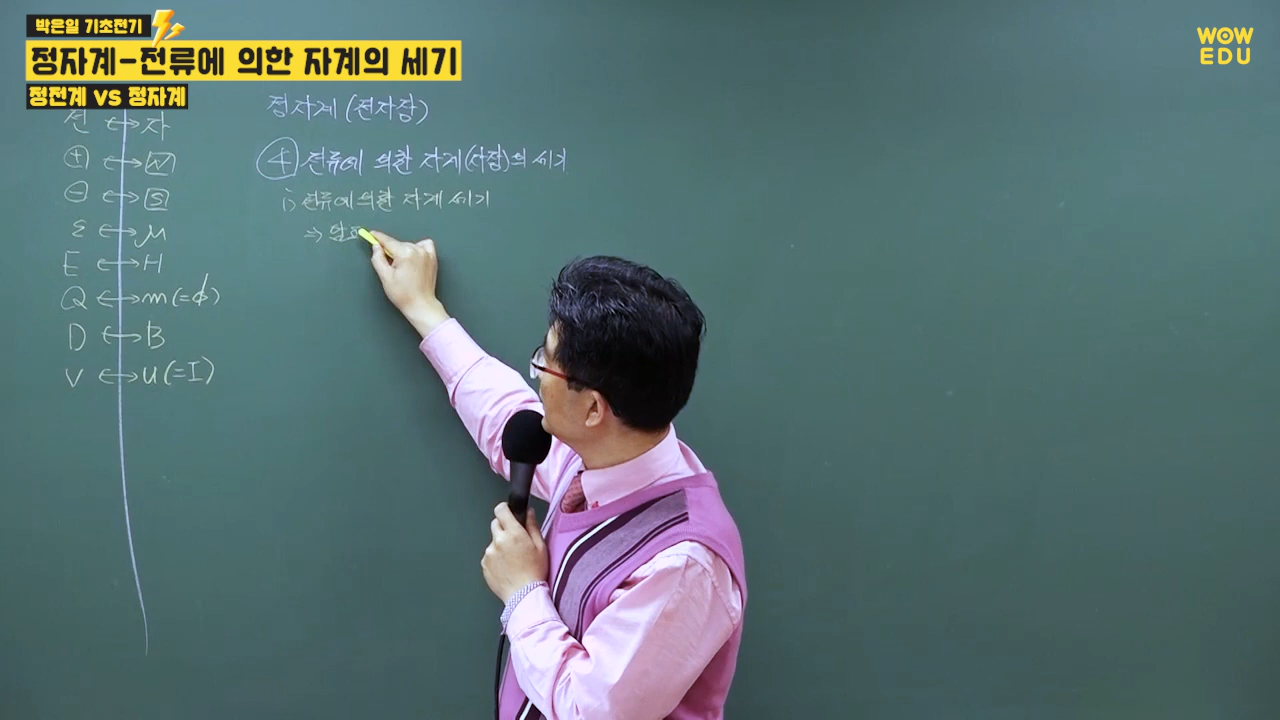 박은일 기초전기
정자계-전류에 의한 자계의 세기
정전계 vs 정자계
WOW
EDU
전 ↔ 자
⊕ ↔ N
⊖ ↔ S
ε ↔ μ
E ↔ H
Q ↔ m(=ϕ)
D ↔ B
V ↔ u(=I)
정자계(전자장)
④ 전류에 의한 자계(자장)의 세기
i) 전류에 의한 자계 세기
⇒